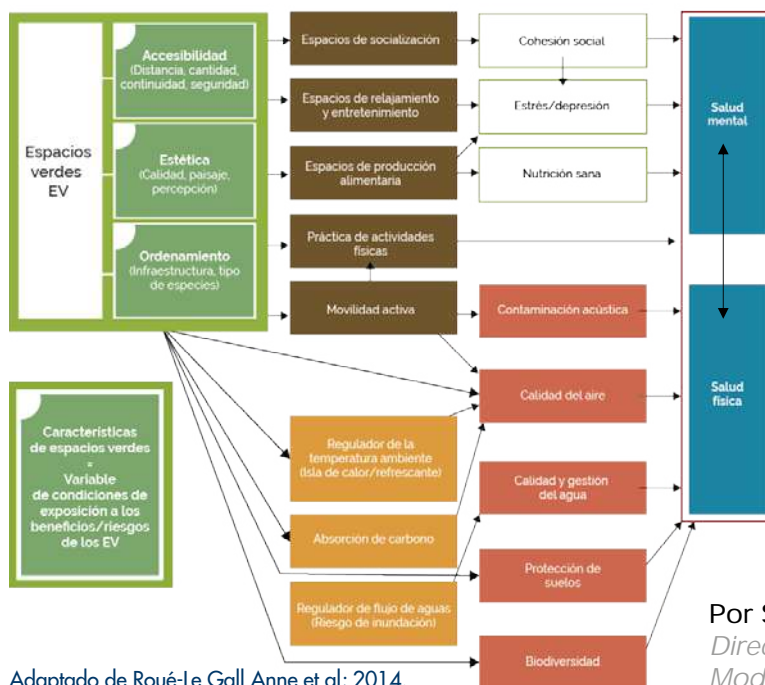 Espacios
verdes
EV
Accesibilidad
(Distancia, cantidad,
continuidad, seguridad)
Estética
(Calidad, paisaje,
percepción)
Ordenamiento
(Infraestructura, tipo
de especies)
Espacios de socialización
Espacios de relajamiento
y entretenimiento
Espacios de producción
alimentaria
Práctica de actividades
físicas
Movilidad activa
Cohesión social
Estrés/depresión
Nutrición sana
Contaminación acústica
Calidad del aire
Calidad y gestión
del agua
Protección de
suelos
Biodiversidad
Regulador de la
temperatura ambiente
(Isla de calor/refrescante)
Absorción de carbono
Regulador de flujo de aguas
(Riesgo de inundación)
Salud
mental
Salud
física
Características
de espacios verdes
=
Variable
de condiciones de
exposición a los
beneficios/riesgos
de los EV
Adaptado de Roué-Le Gall Anne et al; 2014
Por S
Direc
Mod